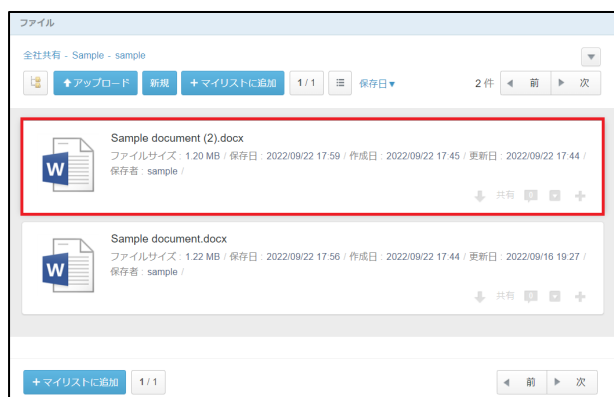 ファイル
全社共有 - Sample - sample
アップロード 新規 +マイリストに追加 1 / 1 保存日▼ 2 件 ◀ 前 ▶ 次
Sample document (2).docx
ファイルサイズ : 1.20 MB / 保存日 : 2022/09/22 17:59 / 作成日 : 2022/09/22 17:45 / 更新日 : 2022/09/22 17:44 /
保存者 : sample /
共有 0
W
Sample document.docx
ファイルサイズ : 1.22 MB / 保存日 : 2022/09/22 17:56 / 作成日 : 2022/09/22 17:44 / 更新日 : 2022/09/16 19:27 /
保存者 : sample /
共有 0
W
+マイリストに追加 1 / 1 ◀ 前 ▶ 次